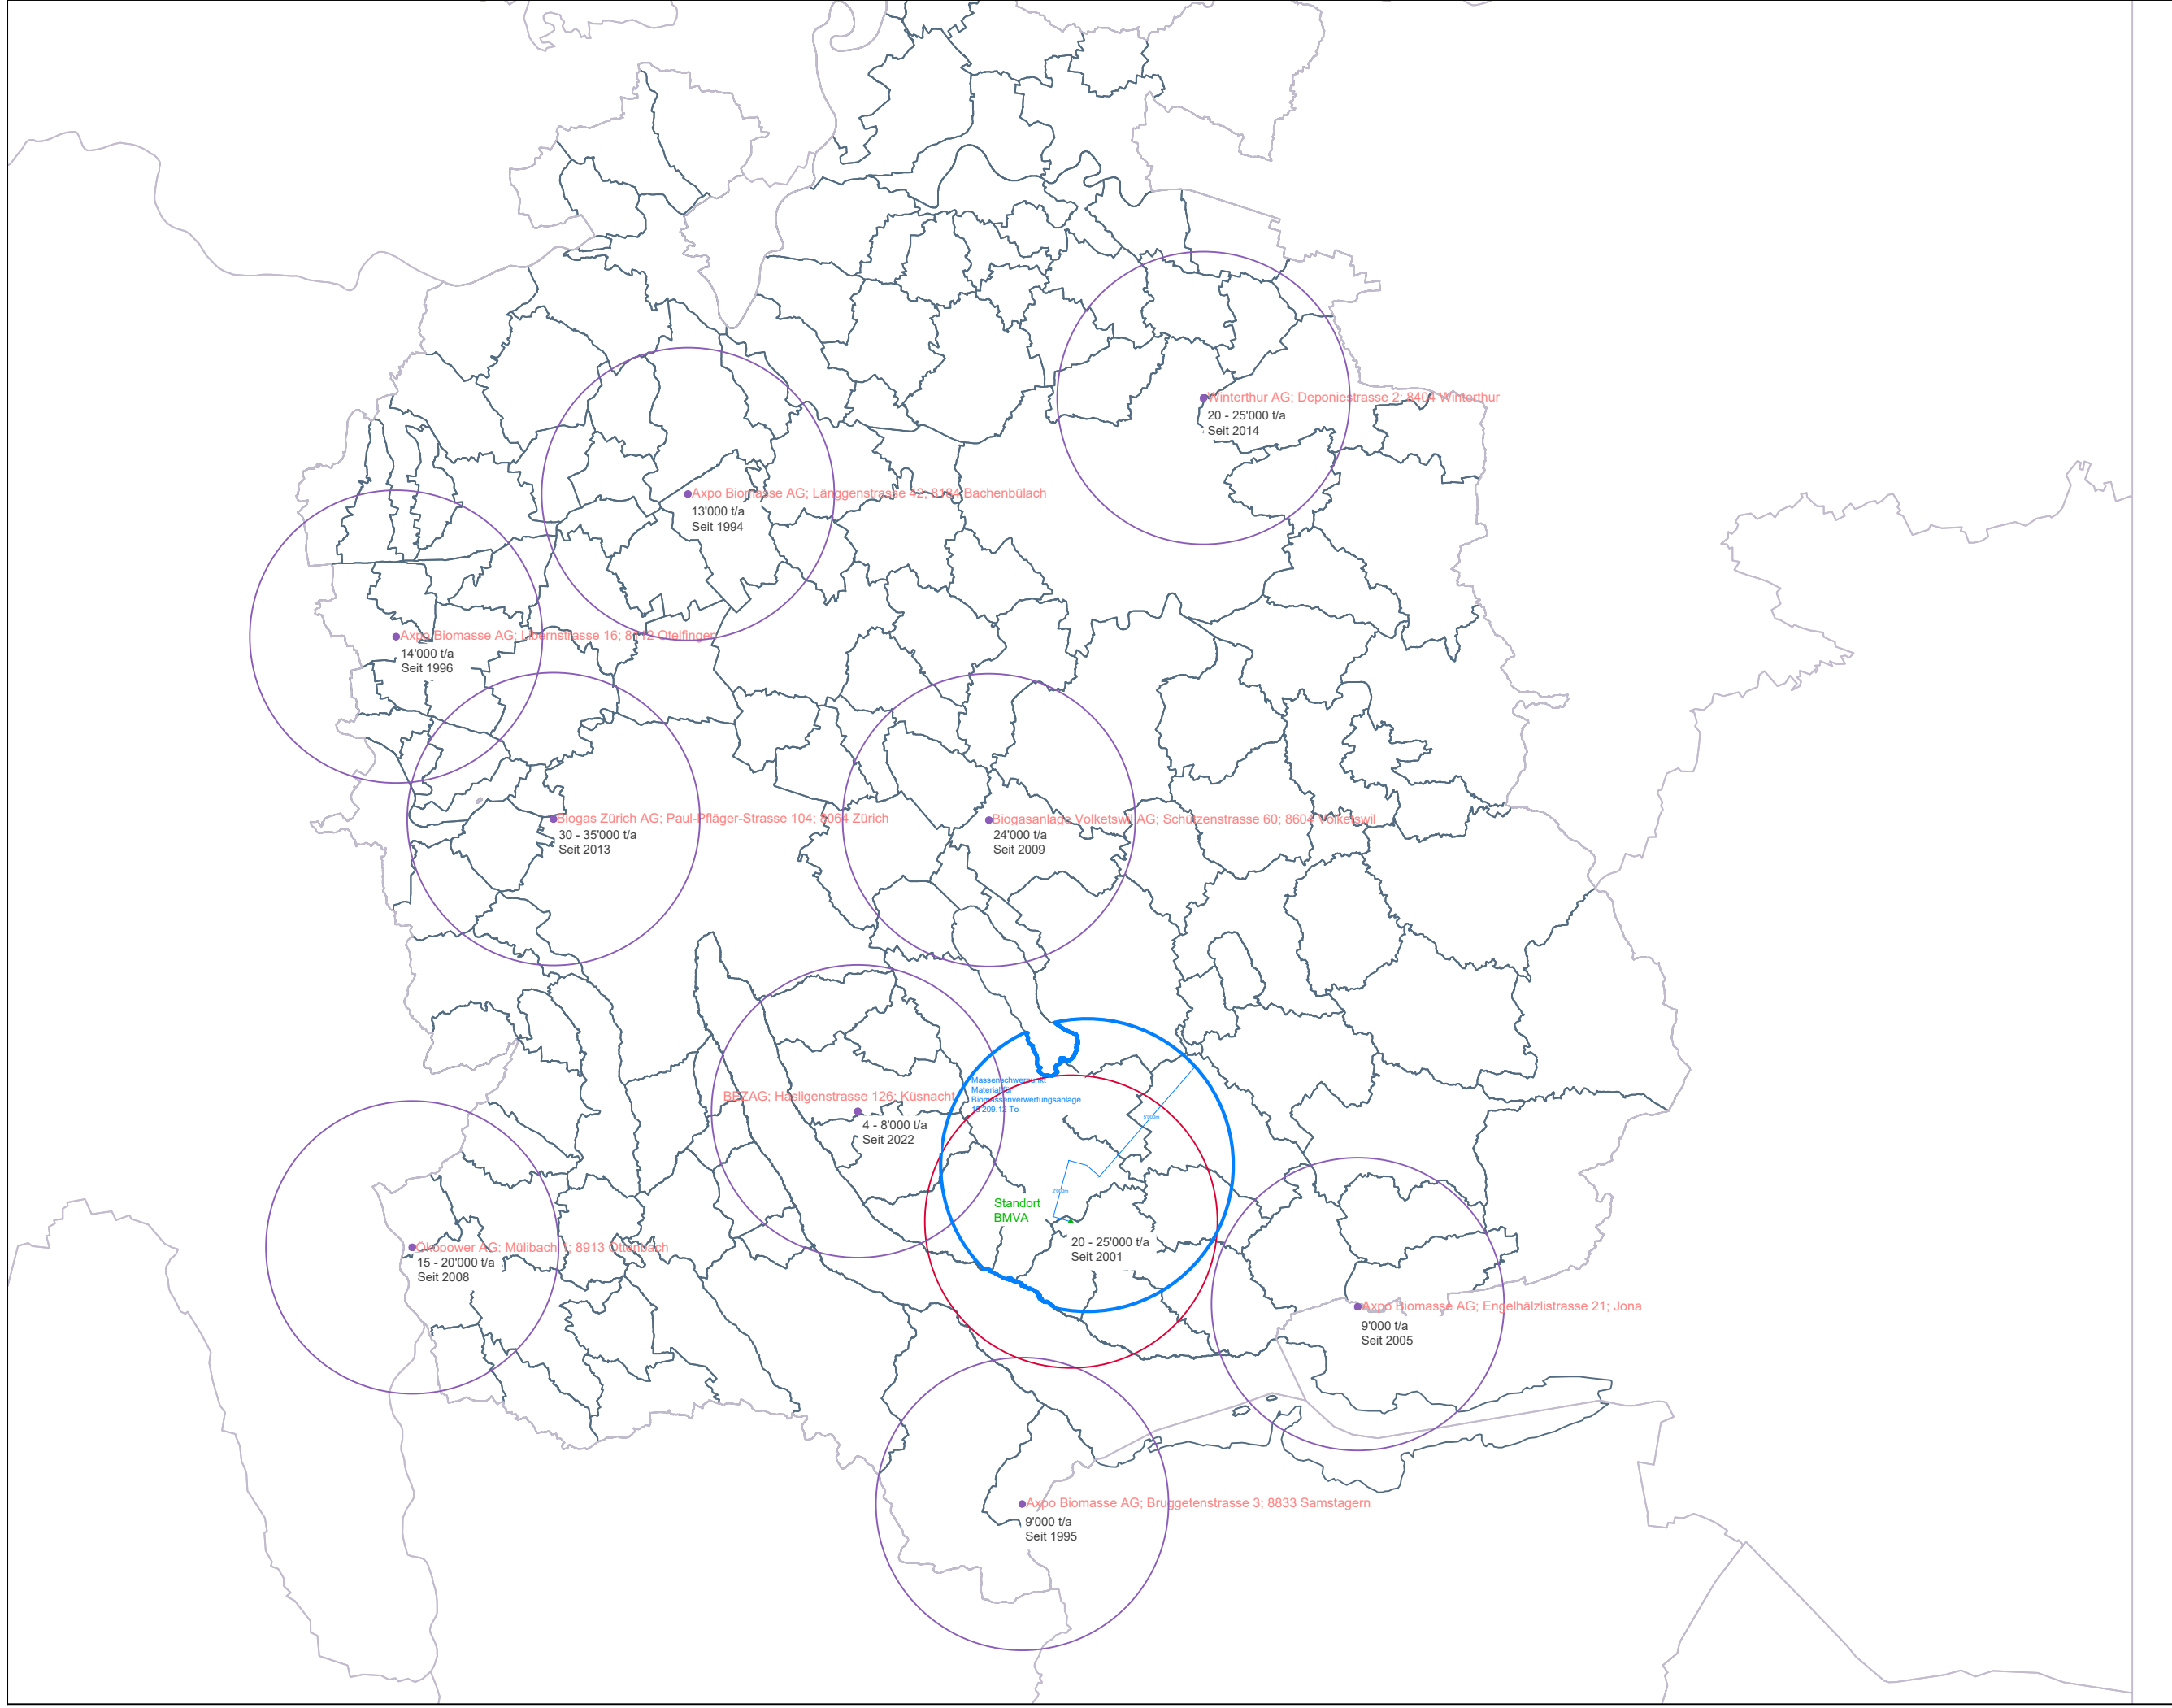 Winterthur AG; Deponiestrasse 2; 8404 Winterthur
20 - 25'000 t/a
Seit 2014
Axpo Biomasse AG; Länggenstrasse 42; 8184 Bachenbülach
13'000 t/a
Seit 1994
Axpo Biomasse AG; Libernstrasse 16; 8112 Otelfingen
14'000 t/a
Seit 1996
Biogas Zürich AG; Paul-Pfläger-Strasse 104; 8064 Zürich
30 - 35'000 t/a
Seit 2013
Biogasanlage Volketswil AG; Schützenstrasse 60; 8604 Volketswil
24'000 t/a
Seit 2009
Massenschwerpunkt
Material für
Biomassenverwertungsanlage
18'209.12 To
BEZAG; Hasligenstrasse 126; Küsnacht
4 - 8'000 t/a
Seit 2022
Standort
BMVA
20 - 25'000 t/a
Seit 2001
Ökopower AG; Mülibach 1; 8913 Ottenbach
15 - 20'000 t/a
Seit 2008
Axpo Biomasse AG; Engelhälzlistrasse 21; Jona
9'000 t/a
Seit 2005
Axpo Biomasse AG; Bruggetenstrasse 3; 8833 Samstagern
9'000 t/a
Seit 1995